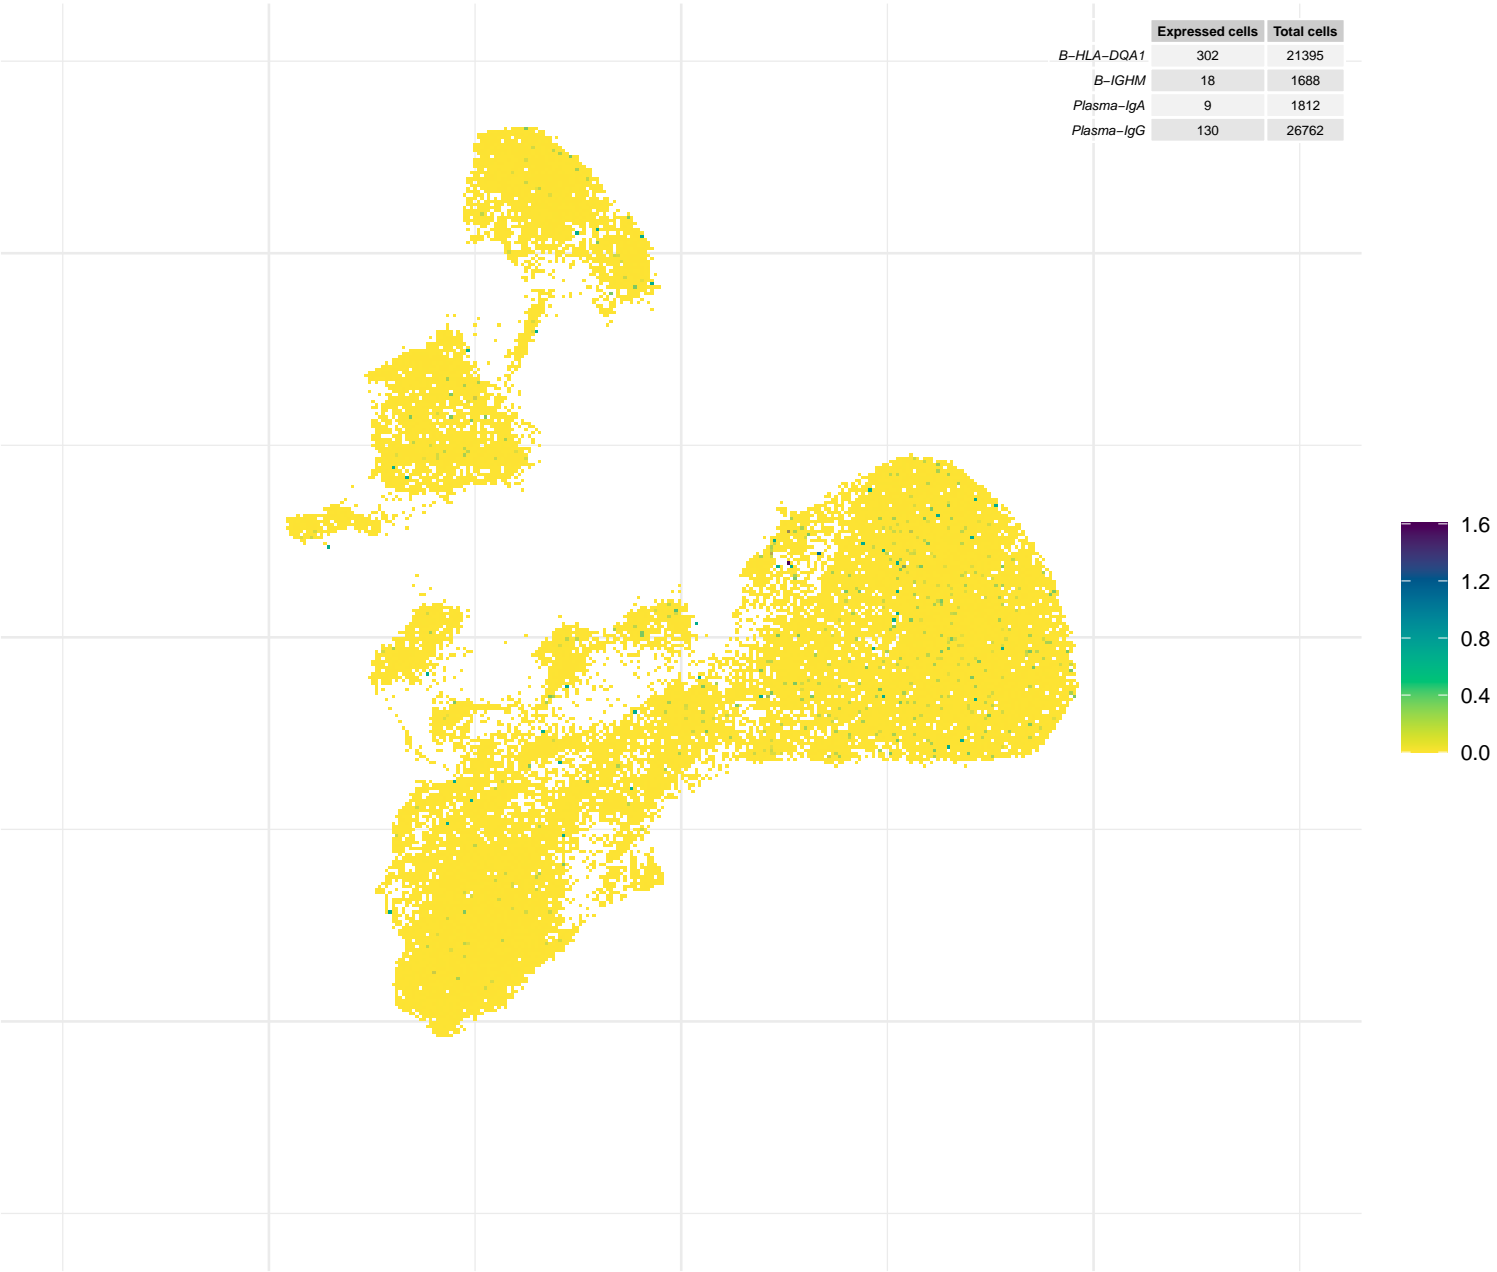 Expressed cells Total cells
B−HLA−DQA1 302 21395
B−IGHM 18 1688
Plasma−IgA 9 1812
Plasma−IgG 130 26762
1.6
1.2
0.8
0.4
0.0